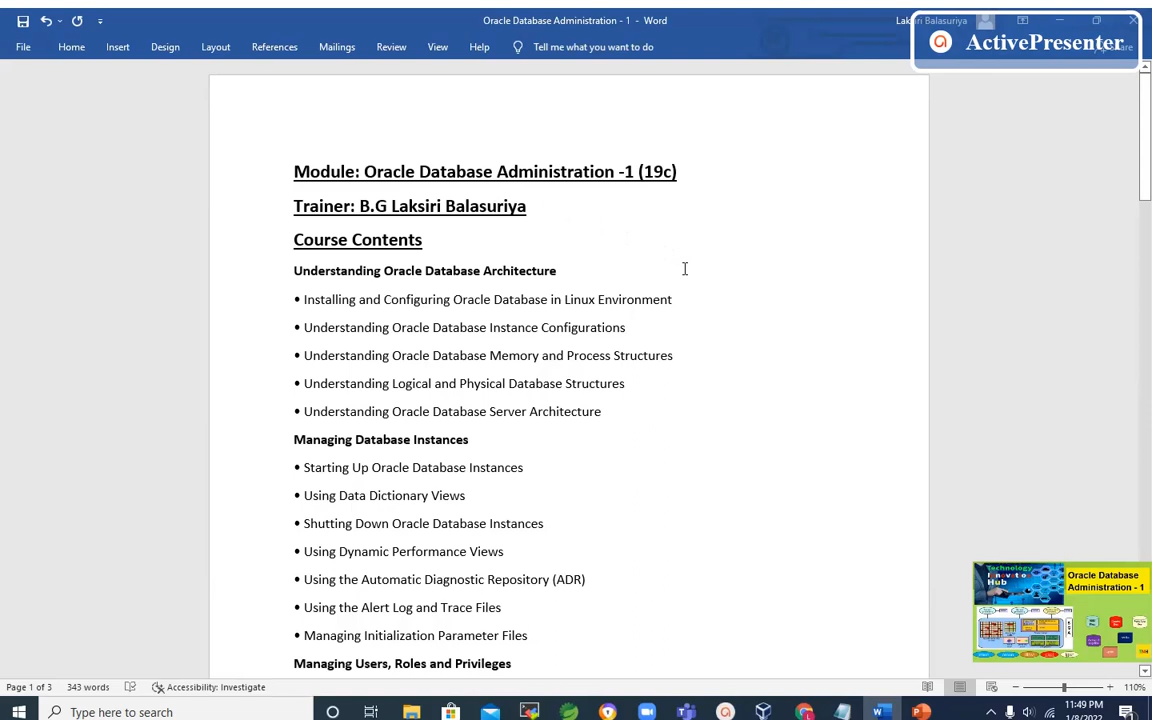 Oracle Database Administration - 1 - Word
ActivePresenter
File Home Insert Design Layout References Mailings Review View Help Tell me what you want to do
Module: Oracle Database Administration -1 (19c)
Trainer: B.G Laksiri Balasuriya
Course Contents
Understanding Oracle Database Architecture
• Installing and Configuring Oracle Database in Linux Environment
• Understanding Oracle Database Instance Configurations
• Understanding Oracle Database Memory and Process Structures
• Understanding Logical and Physical Database Structures
• Understanding Oracle Database Server Architecture
Managing Database Instances
• Starting Up Oracle Database Instances
• Using Data Dictionary Views
• Shutting Down Oracle Database Instances
• Using Dynamic Performance Views
• Using the Automatic Diagnostic Repository (ADR)
• Using the Alert Log and Trace Files
• Managing Initialization Parameter Files
Managing Users, Roles and Privileges
Technology
Hub
Oracle Database
Administration - 1
Page 1 of 3 343 words Accessibility: Investigate 110%
Type here to search
11:49 PM
1/8/2022